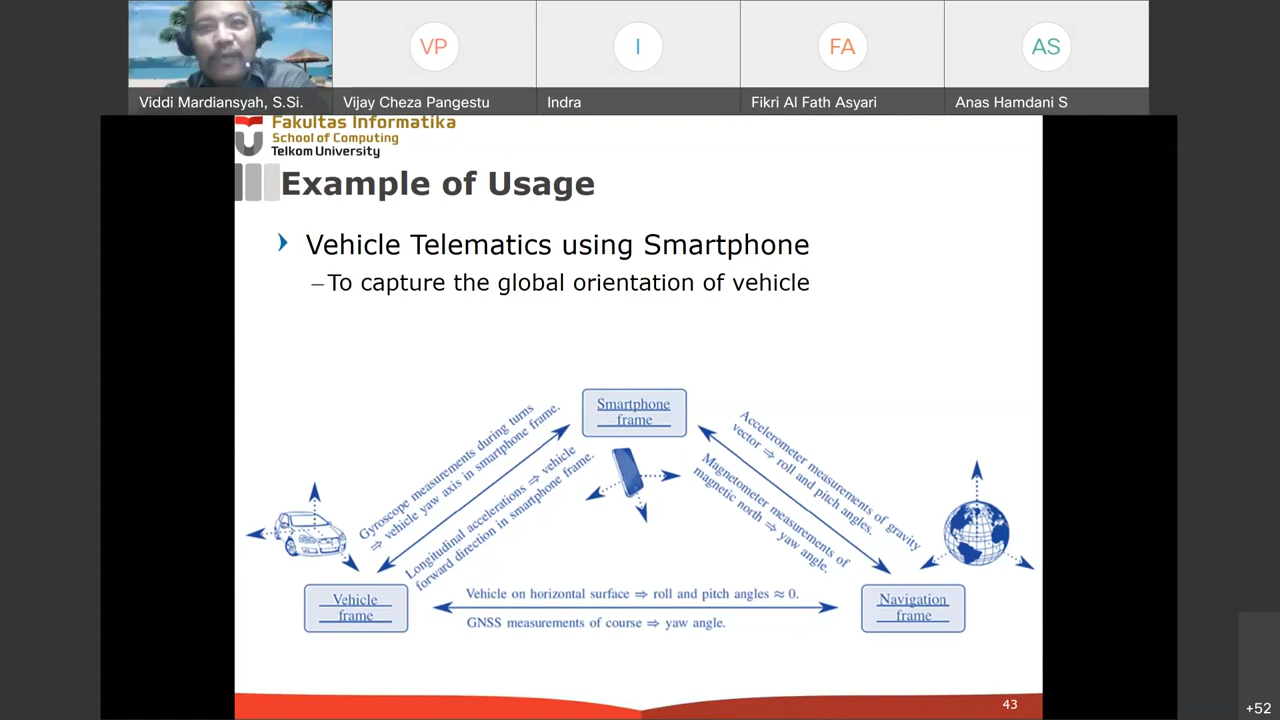 VP
I
FA
AS
Viddi Mardiansyah, S.Si.
Vijay Cheza Pangestu
Indra
Fikri Al Fath Asyari
Anas Hamdani S
Fakultas Informatika
School of Computing
Telkom University
Example of Usage
Vehicle Telematics using Smartphone
–To capture the global orientation of vehicle
Smartphone
frame
Gyroscope measurements during turns
⇒ vehicle yaw axis in smartphone frame.
Longitudinal accelerations ⇒ vehicle
forward direction in smartphone frame.
Accelerometer measurements of gravity
vector ⇒ roll and pitch angles.
Magnetometer measurements of
magnetic north ⇒ yaw angle.
Vehicle
frame
Vehicle on horizontal surface ⇒ roll and pitch angles ≈ 0.
GNSS measurements of course ⇒ yaw angle.
Navigation
frame
43
+52